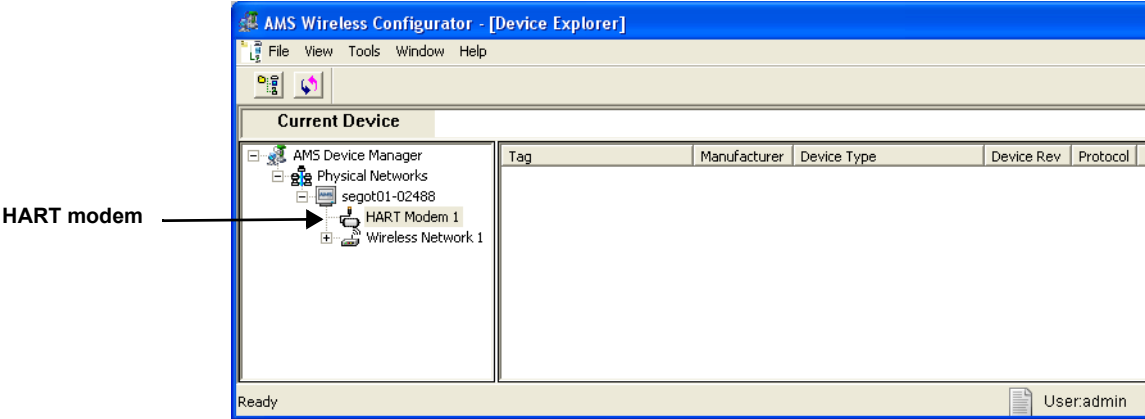 AMS Wireless Configurator - [Device Explorer]
File View Tools Window Help
Current Device
AMS Device Manager
Physical Networks
segot01-02488
HART Modem 1
Wireless Network 1
Tag Manufacturer Device Type Device Rev Protocol
HART modem
Ready User:admin